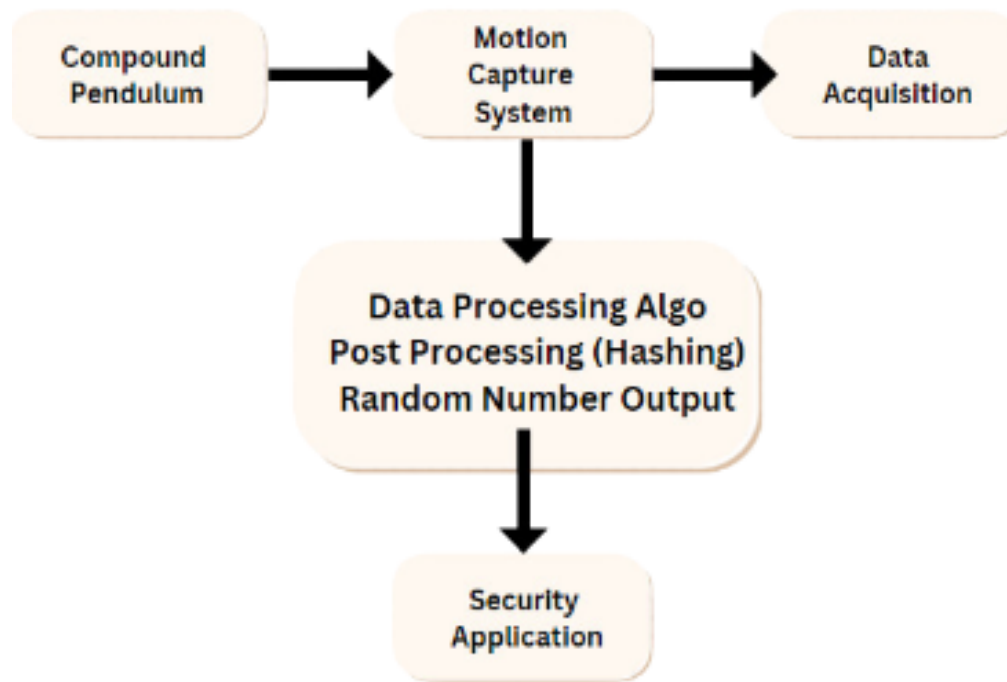 Compound
Pendulum
Motion
Capture
System
Data
Acquisition
Data Processing Algo
Post Processing (Hashing)
Random Number Output
Security
Application